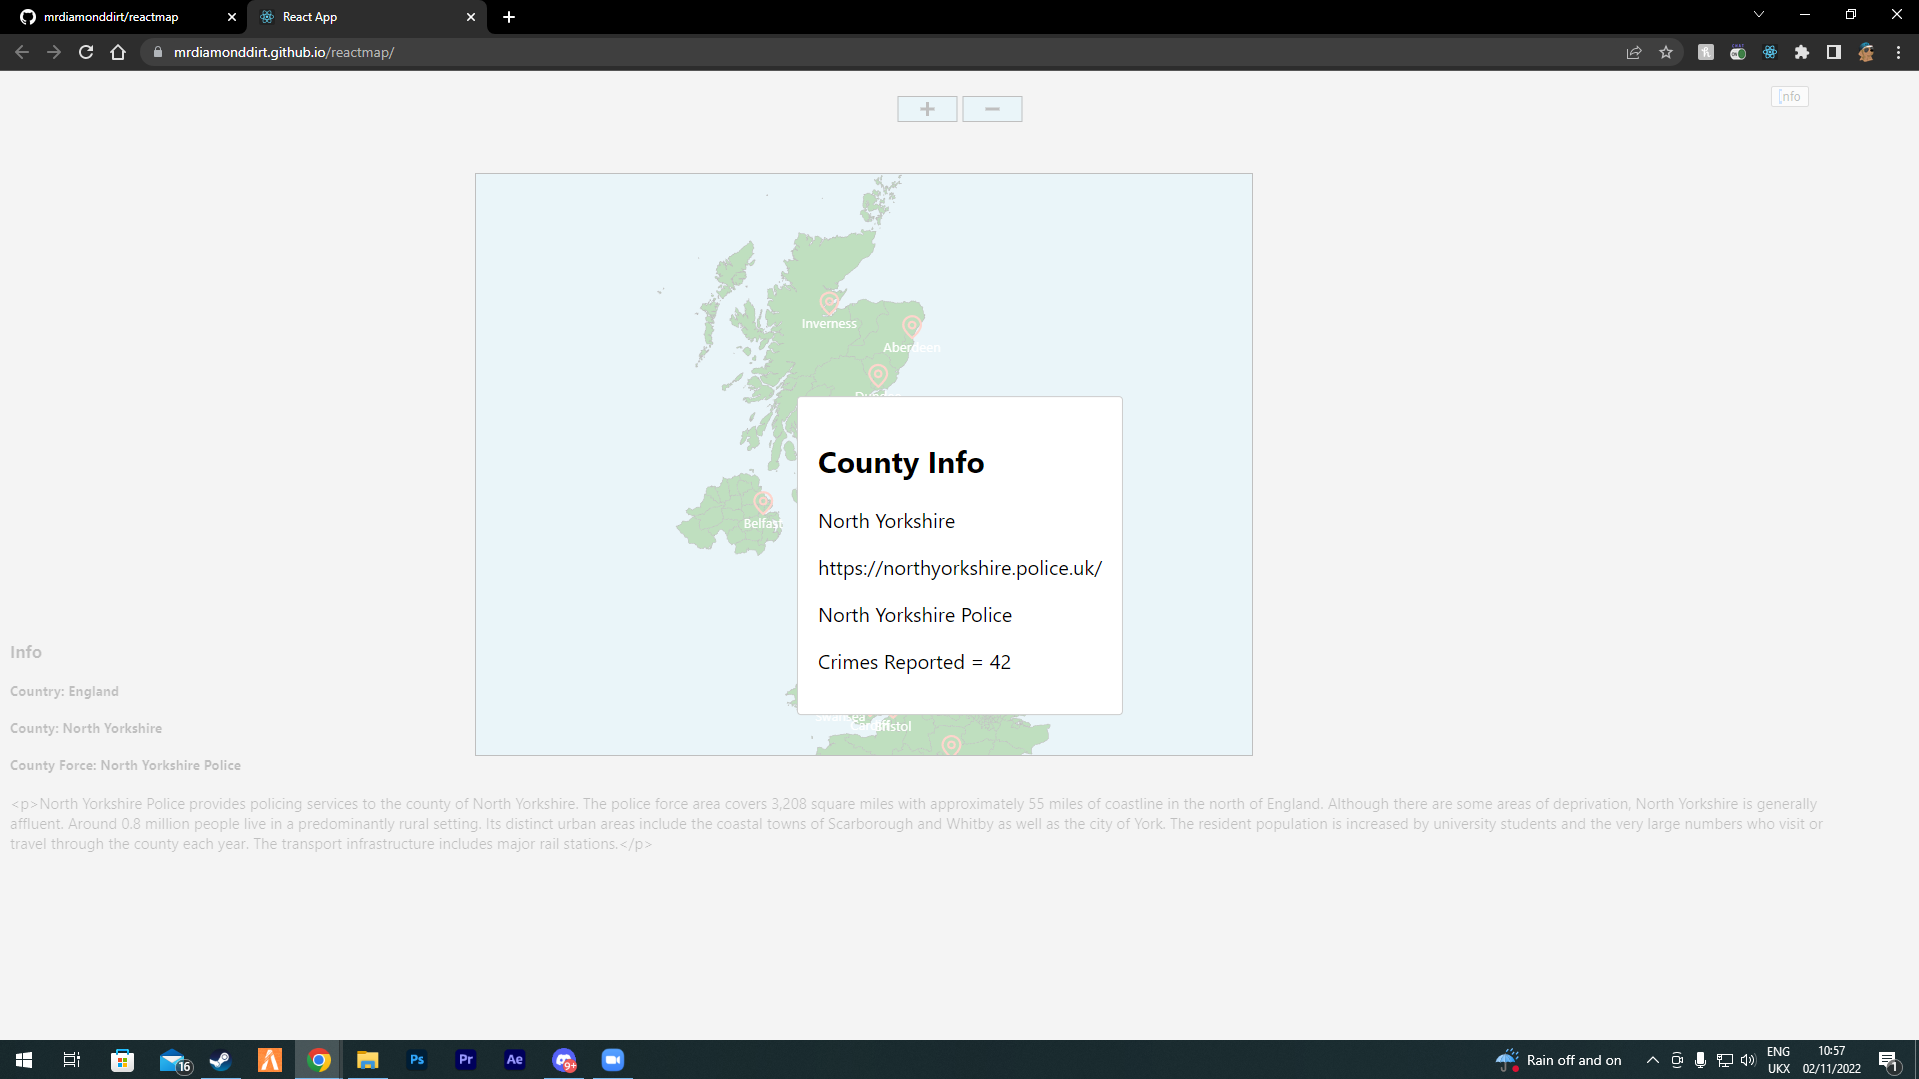 mrdiamonddirt/reactmap
React App
mrdiamonddirt.github.io/reactmap/
+ −
Info
Inverness
Aberdeen
Dundee
County Info
North Yorkshire
https://northyorkshire.police.uk/
North Yorkshire Police
Crimes Reported = 42
Belfast
Swansea
Cardiff
Bristol
Info
Country: England
County: North Yorkshire
County Force: North Yorkshire Police
<p>North Yorkshire Police provides policing services to the county of North Yorkshire. The police force area covers 3,208 square miles with approximately 55 miles of coastline in the north of England. Although there are some areas of deprivation, North Yorkshire is generally
affluent. Around 0.8 million people live in a predominantly rural setting. Its distinct urban areas include the coastal towns of Scarborough and Whitby as well as the city of York. The resident population is increased by university students and the very large numbers who visit or
travel through the county each year. The transport infrastructure includes major rail stations.</p>
16
Ps
Pr
Ae
9+
Rain off and on
ENG
UKX
10:57
02/11/2022
1